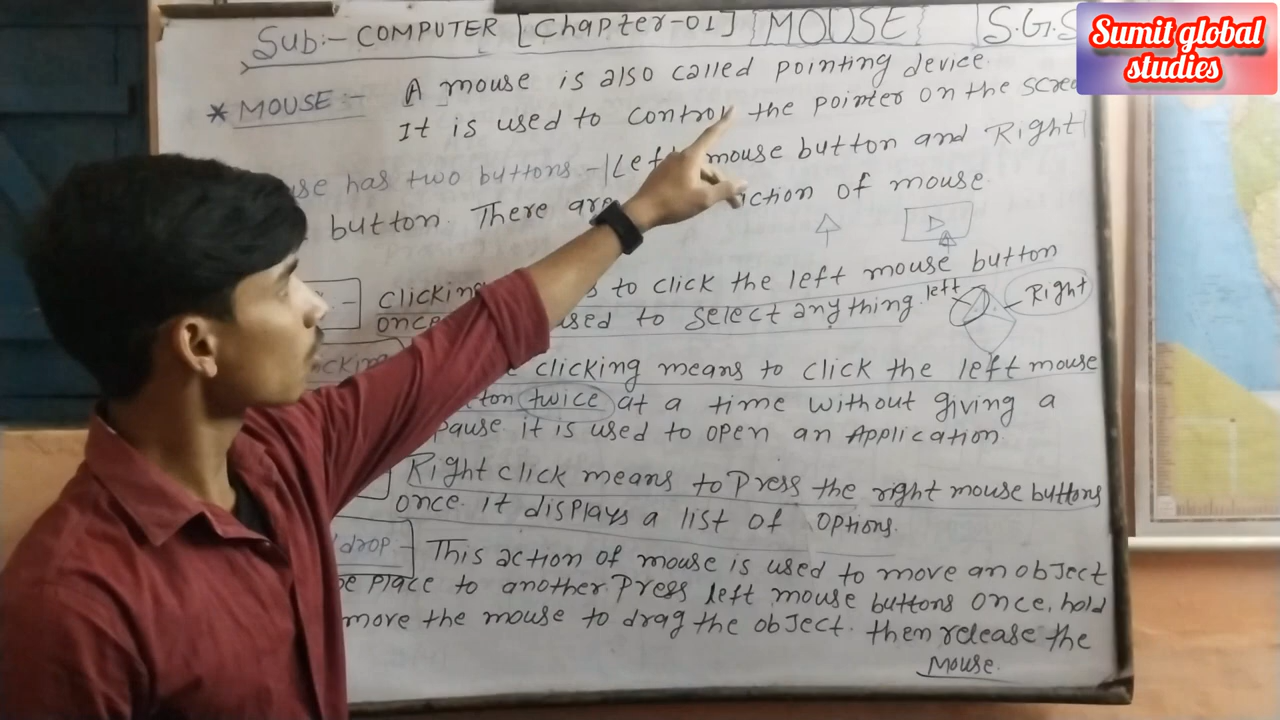 Sub:- COMPUTER [Chapter-01] MOUSE S.G.S
Sumit global
studies
* MOUSE :- A mouse is also called pointing device.
It is used to control the pointer on the
has two buttons - Left mouse button and Right
button. There are action of mouse.
clicking to click the left mouse button
once used to select anything.
left
Right
clicking means to click the left mouse
twice at a time without giving a
pause it is used to open an Application.
Right click means to Press the right mouse buttons
once. it displays a list of options.
drop - This action of mouse is used to move an object
place to another. Press left mouse buttons once, hold
move the mouse to drag the object. then release the
Mouse.